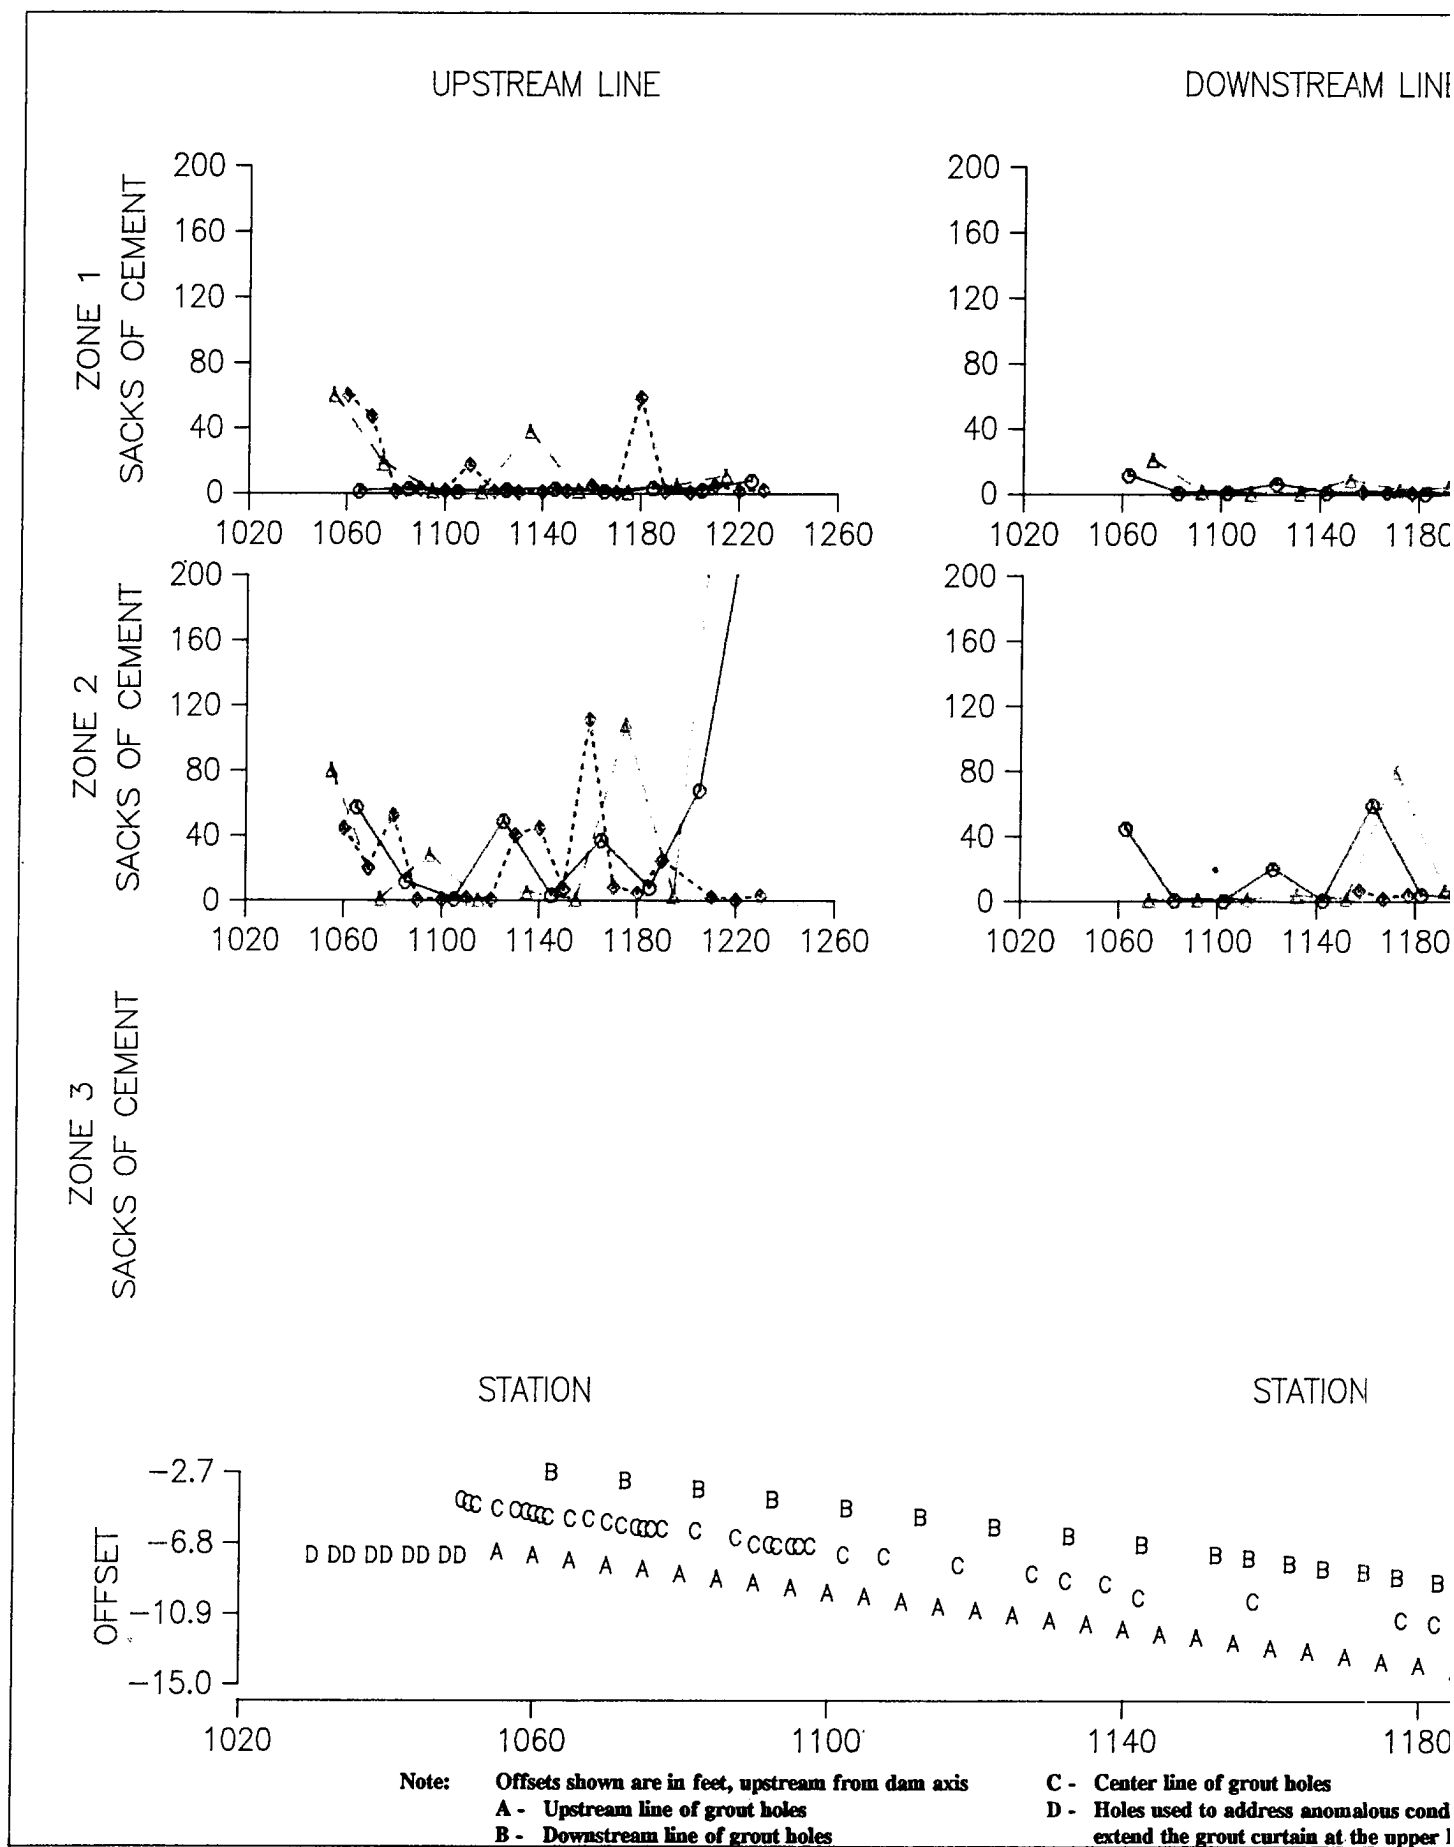 UPSTREAM LINE
DOWNSTREAM LINE
ZONE 1
SACKS OF CEMENT
200
160
120
80
40
0
1020 1060 1100 1140 1180 1220 1260
200
160
120
80
40
0
1020 1060 1100 1140 1180
ZONE 2
SACKS OF CEMENT
200
160
120
80
40
0
1020 1060 1100 1140 1180 1220 1260
200
160
120
80
40
0
1020 1060 1100 1140 1180
ZONE 3
SACKS OF CEMENT
STATION
STATION
OFFSET
-2.7
-6.8
-10.9
-15.0
1020 1060 1100 1140 1180
Note: Offsets shown are in feet, upstream from dam axis
A - Upstream line of grout holes
B - Downstream line of grout holes
C - Center line of grout holes
D - Holes used to address anomalous cond
extend the grout curtain at the upper